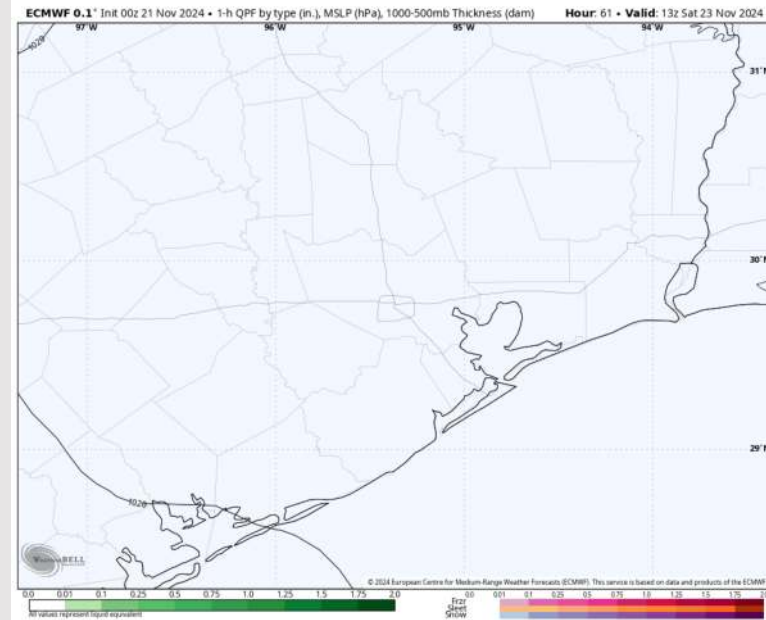 ECMWF 0.1° Init 00z 21 Nov 2024 • 1-h QPF by type (in.), MSLP (hPa), 1000-500mb Thickness (dam) Hour: 61 • Valid: 13z Sat 23 Nov 2024
97°W 96°W 95°W 94°W
1020
31°N
30°N
29°N
1020
WEATHERBELL
© 2024 European Centre for Medium-Range Weather Forecasts (ECMWF). This service is based on data and products of the ECMWF
0.0 0.01 0.1 0.25 0.5 0.75 1.0 1.25 1.5 1.75 2.0 0.0 0.01 0.1 0.25 0.5 0.75 1.0 1.25 1.5 1.75 2.0
Frzr
Sleet
Snow
All values represent liquid equivalent